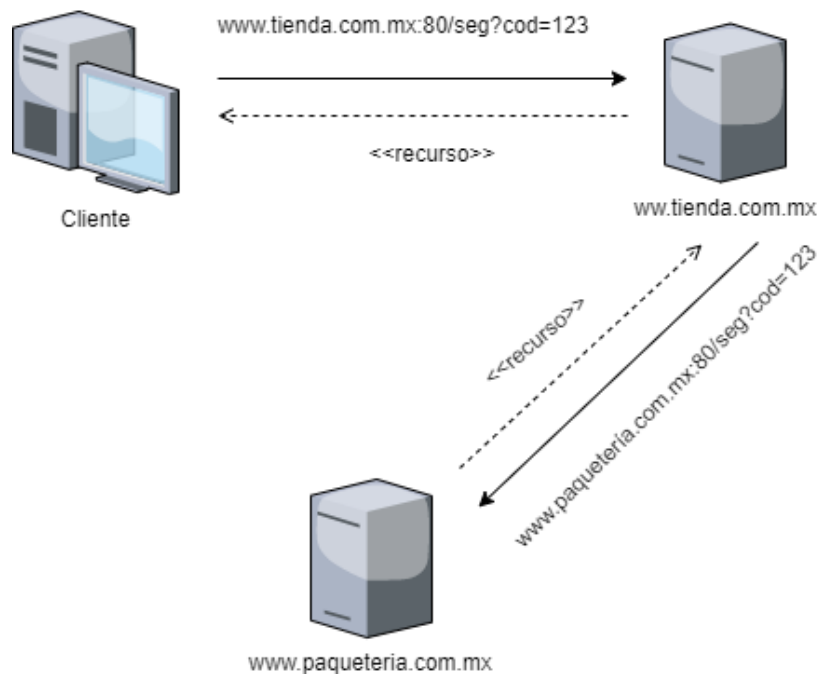 www.tienda.com.mx:80/seg?cod=123
<<recurso>>
Cliente
ww.tienda.com.mx
<<recurso>>
www.paquetería.com.mx:80/seg?cod=123
www.paqueteria.com.mx